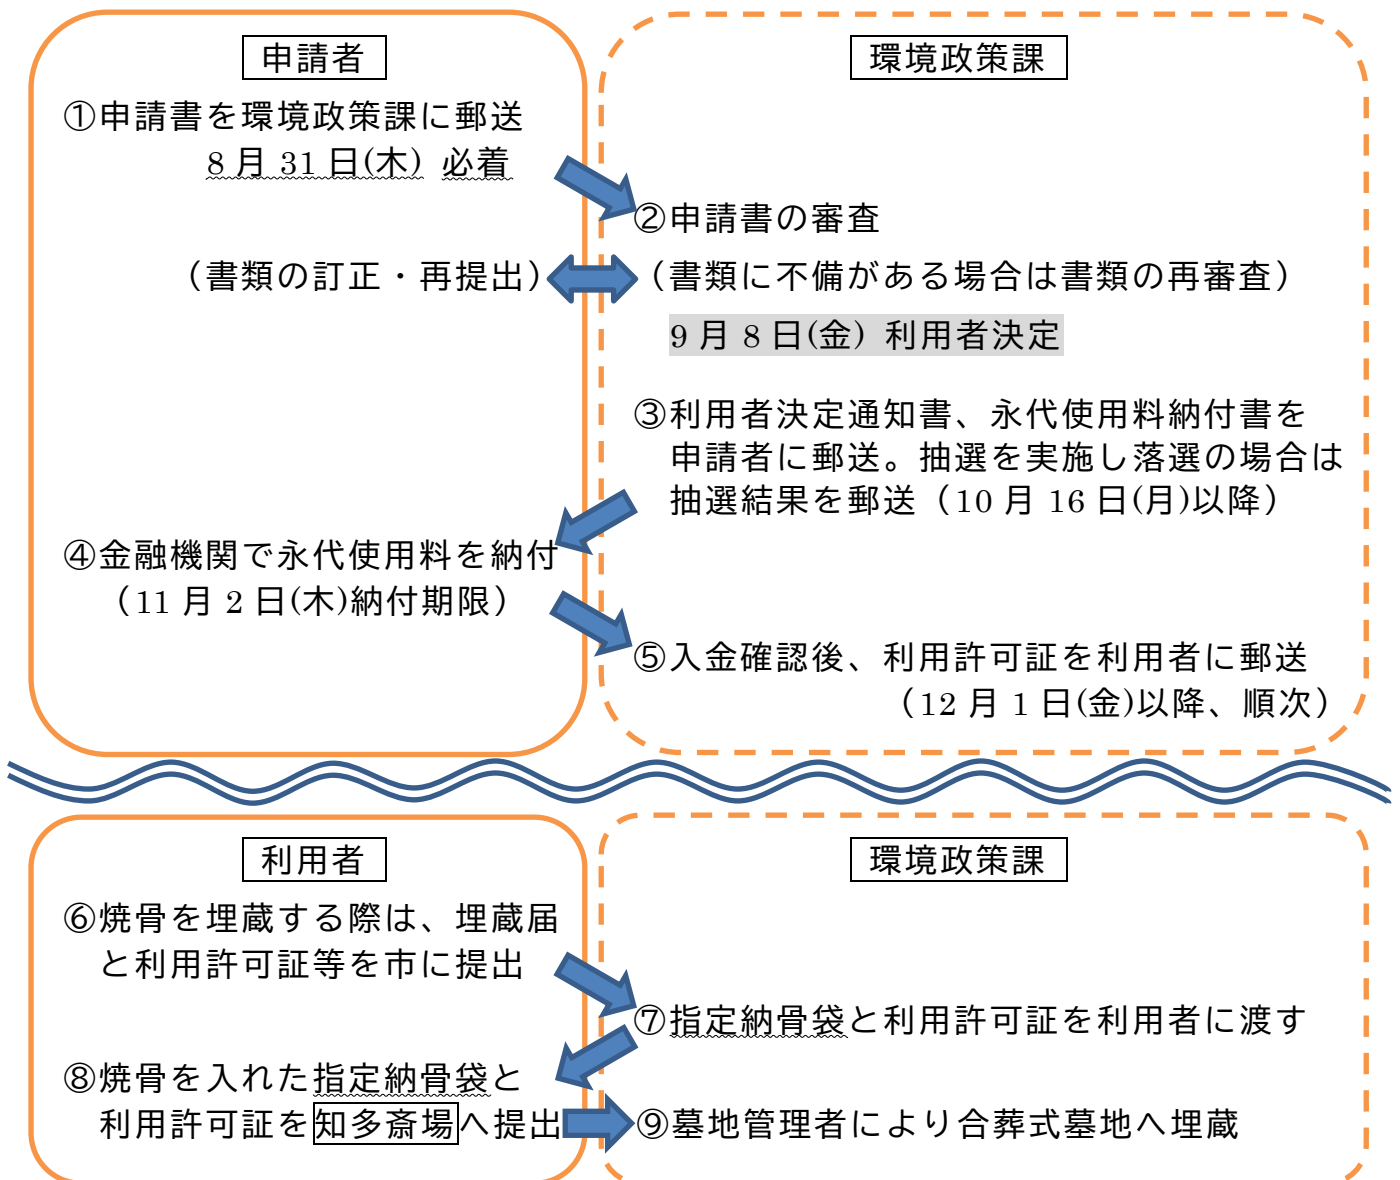 申請者
環境政策課
①申請書を環境政策課に郵送
8月31日(木) 必着
②申請書の審査
（書類の訂正・再提出）
（書類に不備がある場合は書類の再審査）
9月8日(金) 利用者決定
③利用者決定通知書、永代使用料納付書を
申請者に郵送。抽選を実施し落選の場合は
抽選結果を郵送（10月16日(月)以降）
④金融機関で永代使用料を納付
（11月2日(木)納付期限）
⑤入金確認後、利用許可証を利用者に郵送
（12月1日(金)以降、順次）
利用者
環境政策課
⑥焼骨を埋蔵する際は、埋蔵届
と利用許可証等を市に提出
⑦指定納骨袋と利用許可証を利用者に渡す
⑧焼骨を入れた指定納骨袋と
利用許可証を知多斎場へ提出
⑨墓地管理者により合葬式墓地へ埋蔵